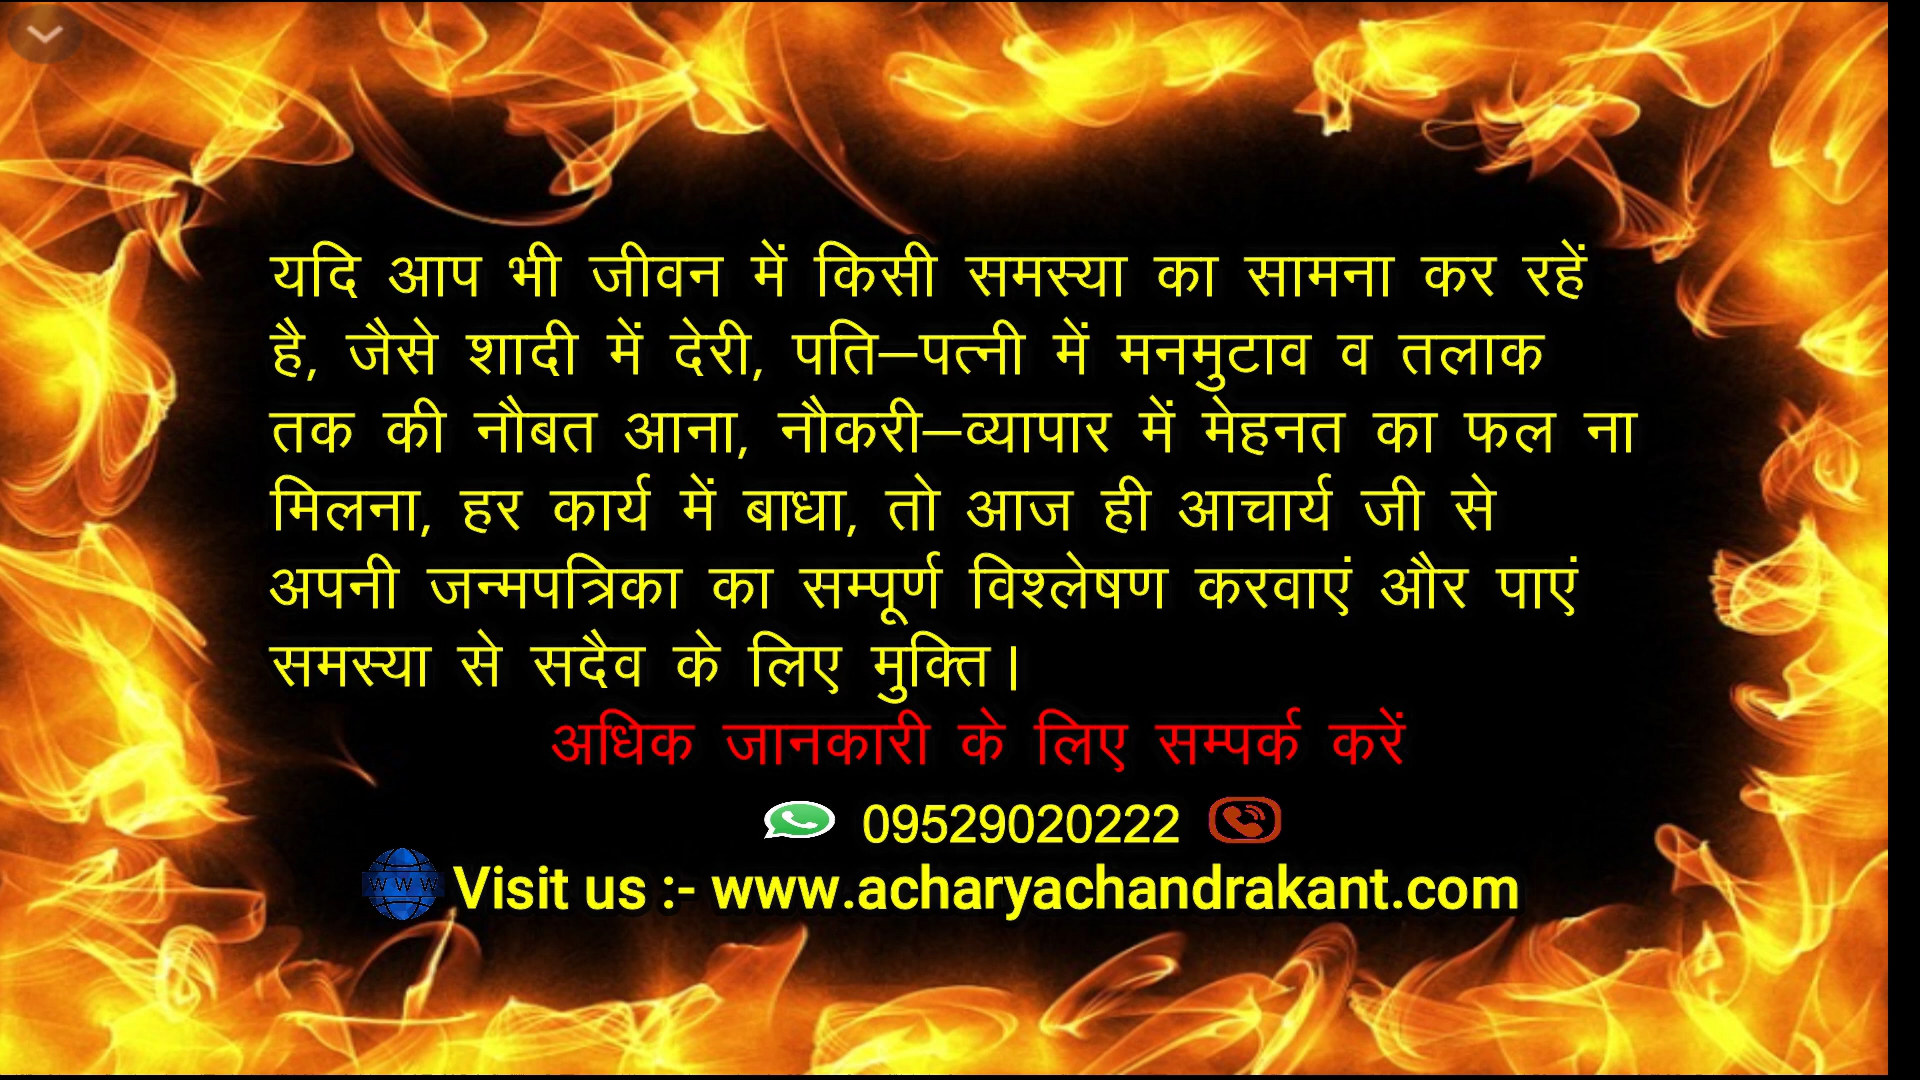 यदि आप भी जीवन में किसी समस्या का सामना कर रहें
है, जैसे शादी में देरी, पति–पत्नी में मनमुटाव व तलाक
तक की नौबत आना, नौकरी–व्यापार में मेहनत का फल ना
मिलना, हर कार्य में बाधा, तो आज ही आचार्य जी से
अपनी जन्मपत्रिका का सम्पूर्ण विश्लेषण करवाएं और पाएं
समस्या से सदैव के लिए मुक्ति।
अधिक जानकारी के लिए सम्पर्क करें
09529020222
WWW Visit us :- www.acharyachandrakant.com